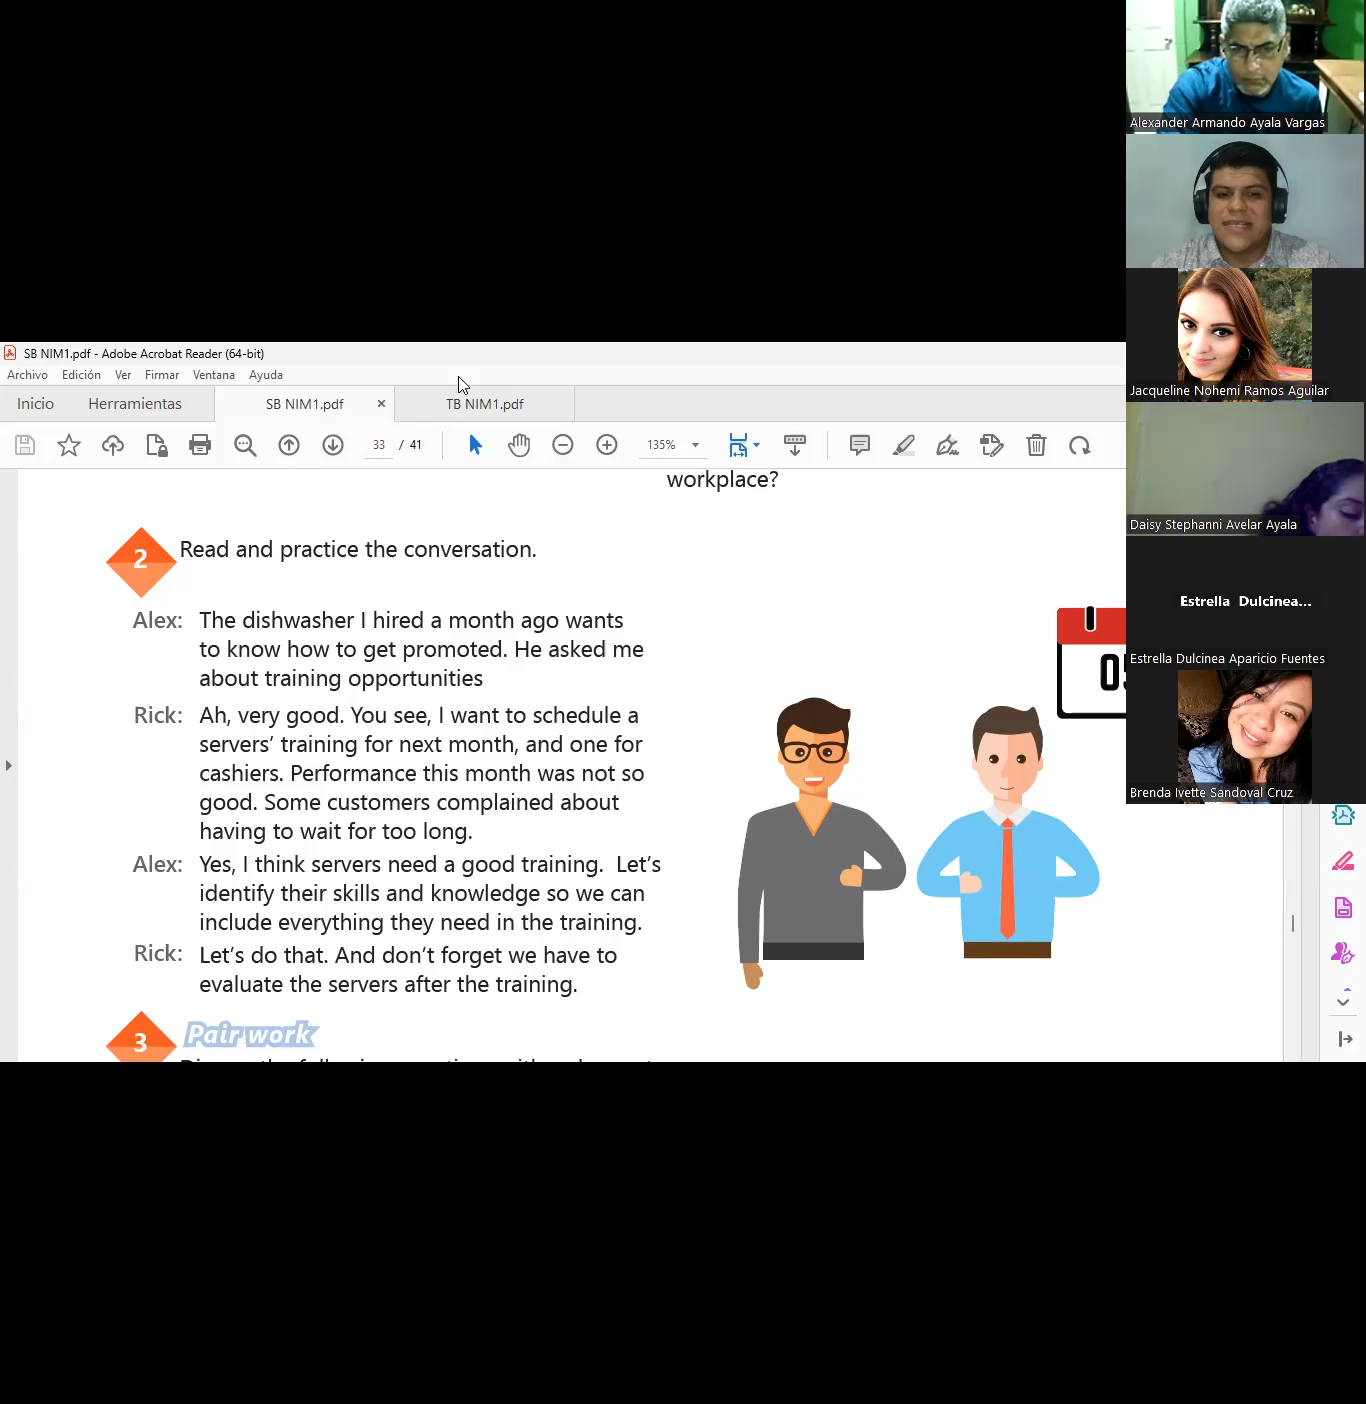 Alexander Armando Ayala Vargas
Jacqueline Nohemi Ramos Aguilar
Daisy Stephanni Avelar Ayala
Estrella Dulcinea...
Estrella Dulcinea Aparicio Fuentes
Brenda Ivette Sandoval Cruz
SB NIM1.pdf - Adobe Acrobat Reader (64-bit)
Archivo Edición Ver Firmar Ventana Ayuda
Inicio Herramientas SB NIM1.pdf × TB NIM1.pdf
33 / 41 135%
workplace?
2 Read and practice the conversation.
Alex: The dishwasher I hired a month ago wants
to know how to get promoted. He asked me
about training opportunities
Rick: Ah, very good. You see, I want to schedule a
servers’ training for next month, and one for
cashiers. Performance this month was not so
good. Some customers complained about
having to wait for too long.
Alex: Yes, I think servers need a good training.  Let’s
identify their skills and knowledge so we can
include everything they need in the training.
Rick: Let’s do that. And don’t forget we have to
evaluate the servers after the training.
3 Pair work